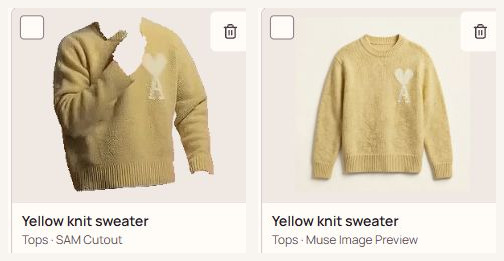 A
A
Yellow knit sweater
Yellow knit sweater
Tops · SAM Cutout
Tops · Muse Image Preview